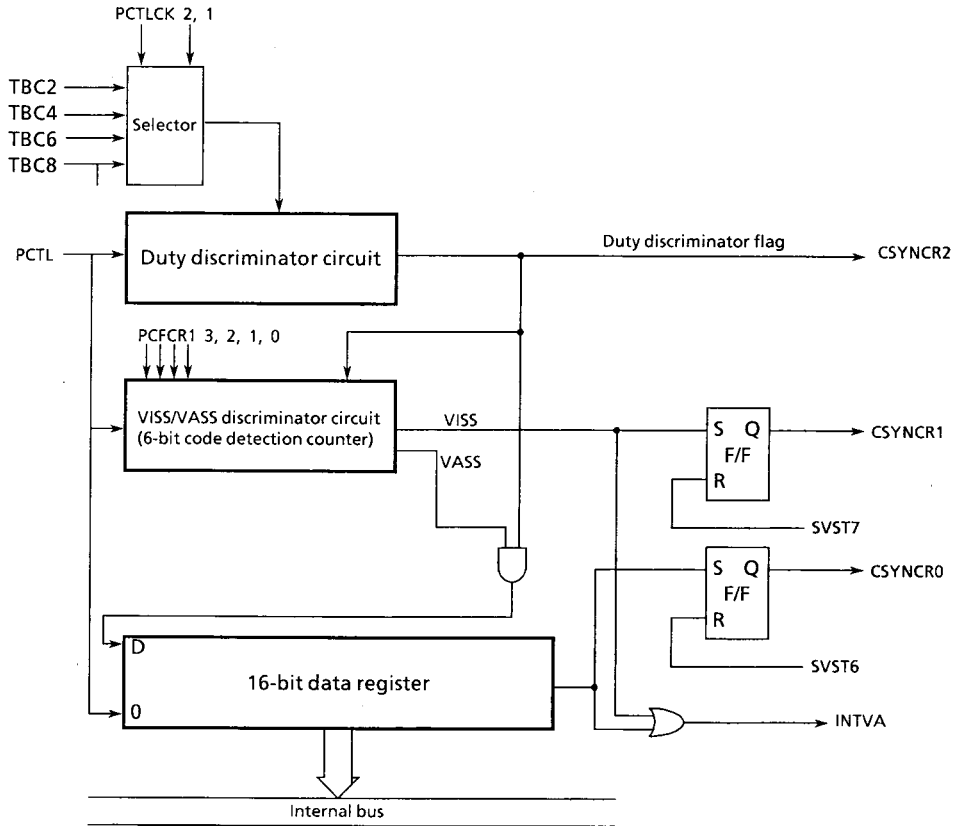 PCTLCK 2, 1
TBC2
TBC4
TBC6
TBC8
Selector
PCTL
Duty discriminator circuit
Duty discriminator flag
CSYNCR2
PCFCR1 3, 2, 1, 0
VISS/VASS discriminator circuit
(6-bit code detection counter)
VISS
VASS
S Q
F/F
R
CSYNCR1
SVST7
S Q
F/F
R
CSYNCR0
SVST6
D
16-bit data register
0
INTVA
Internal bus